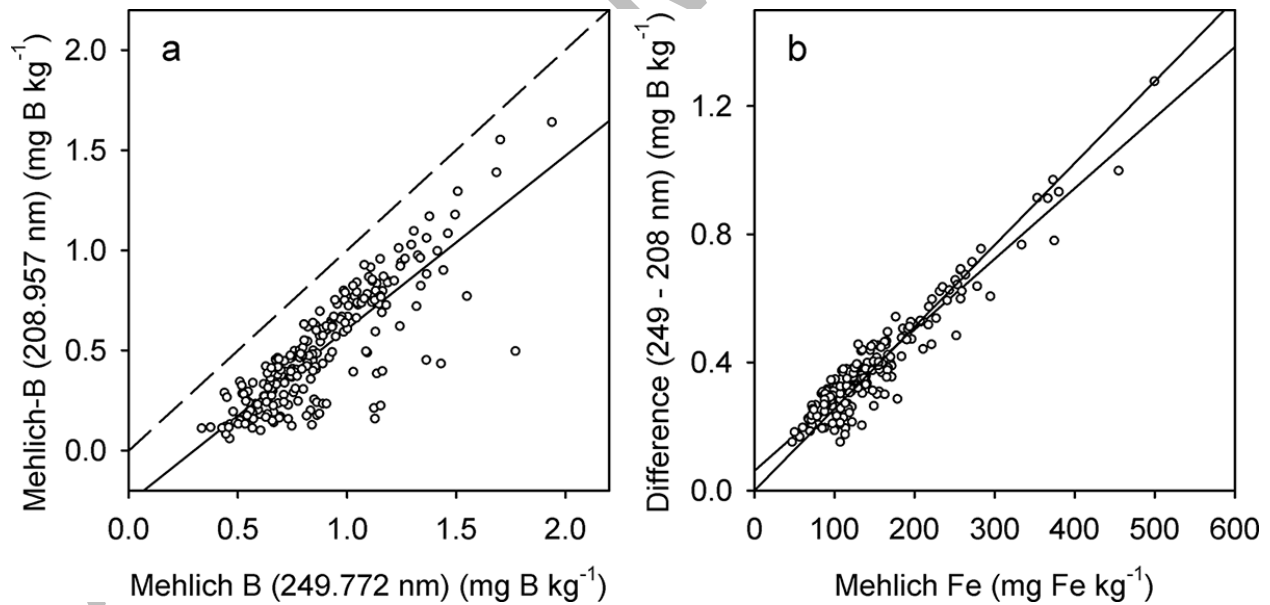 a
Mehlich-B (208.957 nm) (mg B kg⁻¹)
2.0
1.5
1.0
0.5
0.0
0.0 0.5 1.0 1.5 2.0
Mehlich B (249.772 nm) (mg B kg⁻¹)
b
Difference (249 - 208 nm) (mg B kg⁻¹)
1.2
0.8
0.4
0.0
0 100 200 300 400 500 600
Mehlich Fe (mg Fe kg⁻¹)